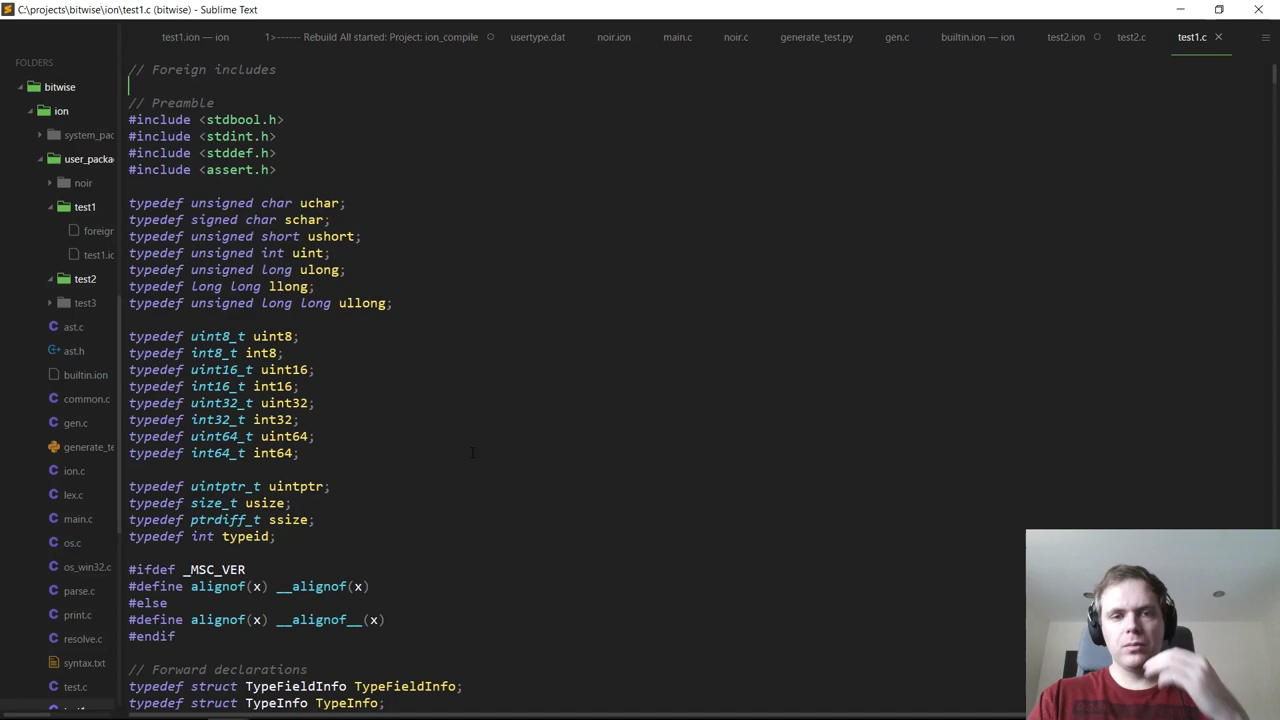 C:\projects\bitwise\ion\test1.c (bitwise) - Sublime Text
test1.ion — ion
1>------ Rebuild All started: Project: ion_compile
usertype.dat
noir.ion
main.c
noir.c
generate_test.py
gen.c
builtin.ion — ion
test2.ion
test2.c
test1.c
FOLDERS
bitwise
ion
system_pac
user_packa
noir
test1
foreigr
test1.ic
test2
test3
ast.c
ast.h
builtin.ion
common.c
gen.c
generate_te
ion.c
lex.c
main.c
os.c
os_win32.c
parse.c
print.c
resolve.c
syntax.txt
test.c
// Foreign includes
// Preamble
#include <stdbool.h>
#include <stdint.h>
#include <stddef.h>
#include <assert.h>
typedef unsigned char uchar;
typedef signed char schar;
typedef unsigned short ushort;
typedef unsigned int uint;
typedef unsigned long ulong;
typedef long long llong;
typedef unsigned long long ullong;
typedef uint8_t uint8;
typedef int8_t int8;
typedef uint16_t uint16;
typedef int16_t int16;
typedef uint32_t uint32;
typedef int32_t int32;
typedef uint64_t uint64;
typedef int64_t int64;
typedef uintptr_t uintptr;
typedef size_t usize;
typedef ptrdiff_t ssize;
typedef int typeid;
#ifdef _MSC_VER
#define alignof(x) __alignof(x)
#else
#define alignof(x) __alignof__(x)
#endif
// Forward declarations
typedef struct TypeFieldInfo TypeFieldInfo;
typedef struct TypeInfo TypeInfo;